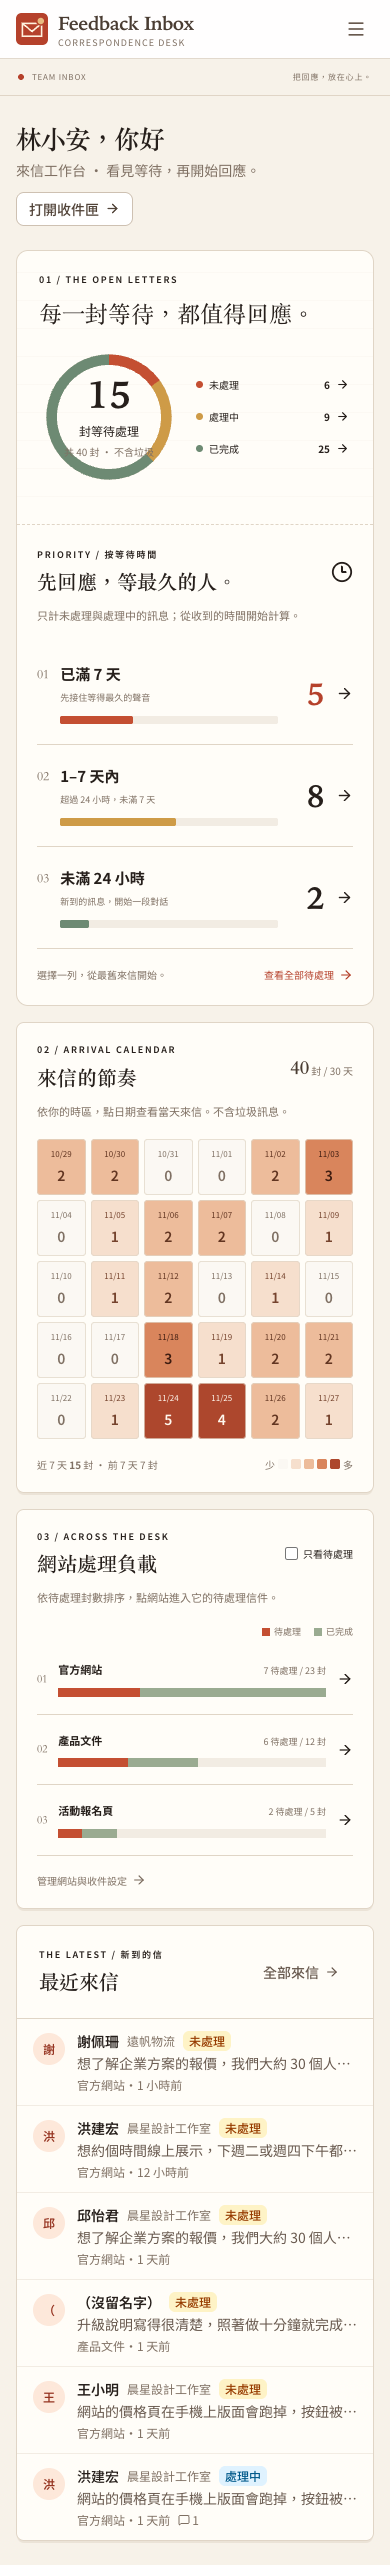 Feedback Inbox
CORRESPONDENCE DESK
TEAM INBOX 把回應，放在心上。
林小安，你好
來信工作台 · 看見等待，再開始回應。
打開收件匣 →
01 / THE OPEN LETTERS
每一封等待，都值得回應。
15
封等待處理
共 40 封 · 不含垃圾
未處理 6 →
處理中 9 →
已完成 25 →
PRIORITY / 按等待時間
先回應，等最久的人。
只計未處理與處理中的訊息；從收到的時間開始計算。
01 已滿 7 天
先接住等得最久的聲音
5 →
02 1–7 天內
超過 24 小時，未滿 7 天
8 →
03 未滿 24 小時
新到的訊息，開始一段對話
2 →
選擇一列，從最舊來信開始。 查看全部待處理 →
02 / ARRIVAL CALENDAR
來信的節奏
40 封 / 30 天
依你的時區，點日期查看當天來信。不含垃圾訊息。
10/29 10/30 10/31 11/01 11/02 11/03
2 2 0 0 2 3
11/04 11/05 11/06 11/07 11/08 11/09
0 1 2 2 0 1
11/10 11/11 11/12 11/13 11/14 11/15
0 1 2 0 1 0
11/16 11/17 11/18 11/19 11/20 11/21
0 0 3 1 2 2
11/22 11/23 11/24 11/25 11/26 11/27
0 1 5 4 2 1
近 7 天 15 封 · 前 7 天 7 封 少 多
03 / ACROSS THE DESK
網站處理負載
只看待處理
依待處理封數排序，點網站進入它的待處理信件。
待處理 已完成
01 官方網站 7 待處理 / 23 封 →
02 產品文件 6 待處理 / 12 封 →
03 活動報名頁 2 待處理 / 5 封 →
管理網站與收件設定 →
THE LATEST / 新到的信
最近來信
全部來信 →
謝 謝佩珊 遠帆物流 未處理
想了解企業方案的報價，我們大約 30 個人…
官方網站 · 1 小時前
洪 洪建宏 晨星設計工作室 未處理
想約個時間線上展示，下週二或週四下午都…
官方網站 · 12 小時前
邱 邱怡君 晨星設計工作室 未處理
想了解企業方案的報價，我們大約 30 個人…
官方網站 · 1 天前
（ （沒留名字） 未處理
升級說明寫得很清楚，照著做十分鐘就完成…
產品文件 · 1 天前
王 王小明 晨星設計工作室 未處理
網站的價格頁在手機上版面會跑掉，按鈕被…
官方網站 · 1 天前
洪 洪建宏 晨星設計工作室 處理中
網站的價格頁在手機上版面會跑掉，按鈕被…
官方網站 · 1 天前 1